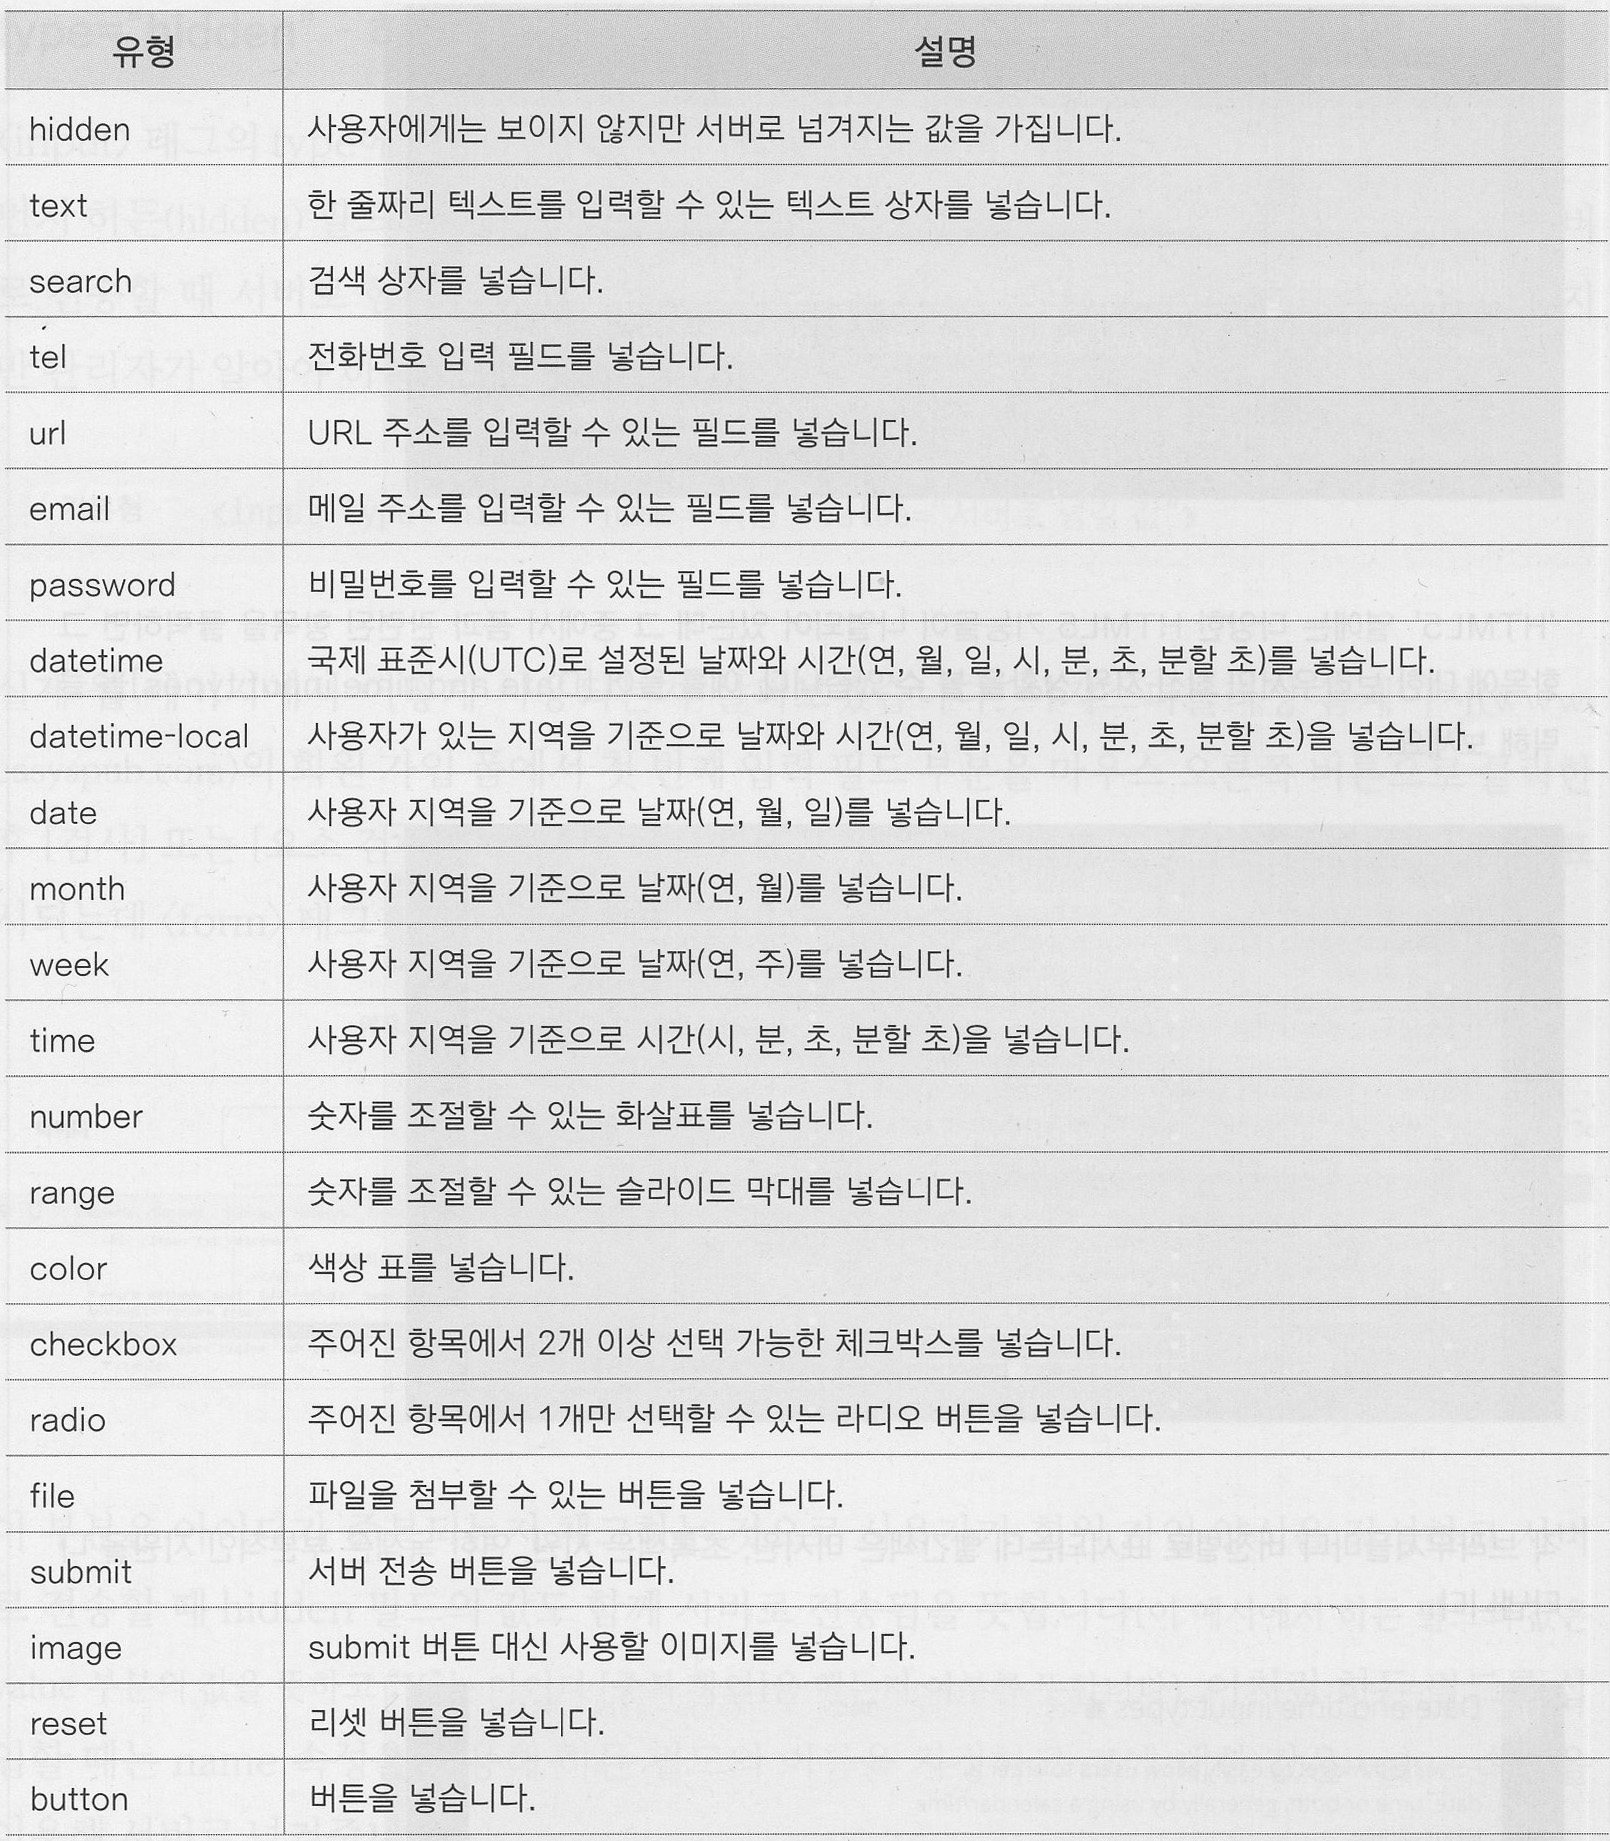 유형 설명
hidden 사용자에게는 보이지 않지만 서버로 넘겨지는 값을 가집니다.
text 한 줄짜리 텍스트를 입력할 수 있는 텍스트 상자를 넣습니다.
search 검색 상자를 넣습니다.
tel 전화번호 입력 필드를 넣습니다.
url URL 주소를 입력할 수 있는 필드를 넣습니다.
email 메일 주소를 입력할 수 있는 필드를 넣습니다.
password 비밀번호를 입력할 수 있는 필드를 넣습니다.
datetime 국제 표준시(UTC)로 설정된 날짜와 시간(연, 월, 일, 시, 분, 초, 분할 초)를 넣습니다.
datetime-local 사용자가 있는 지역을 기준으로 날짜와 시간(연, 월, 일, 시, 분, 초, 분할 초)을 넣습니다.
date 사용자 지역을 기준으로 날짜(연, 월, 일)를 넣습니다.
month 사용자 지역을 기준으로 날짜(연, 월)를 넣습니다.
week 사용자 지역을 기준으로 날짜(연, 주)를 넣습니다.
time 사용자 지역을 기준으로 시간(시, 분, 초, 분할 초)을 넣습니다.
number 숫자를 조절할 수 있는 화살표를 넣습니다.
range 숫자를 조절할 수 있는 슬라이드 막대를 넣습니다.
color 색상 표를 넣습니다.
checkbox 주어진 항목에서 2개 이상 선택 가능한 체크박스를 넣습니다.
radio 주어진 항목에서 1개만 선택할 수 있는 라디오 버튼을 넣습니다.
file 파일을 첨부할 수 있는 버튼을 넣습니다.
submit 서버 전송 버튼을 넣습니다.
image submit 버튼 대신 사용할 이미지를 넣습니다.
reset 리셋 버튼을 넣습니다.
button 버튼을 넣습니다.